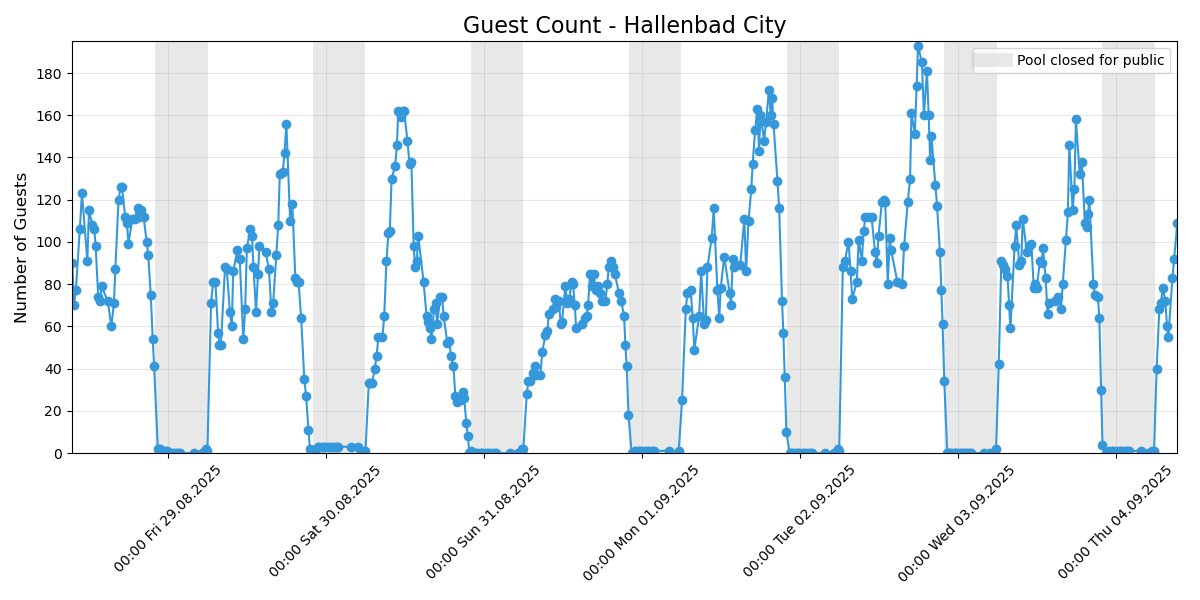 Guest Count - Hallenbad City
Pool closed for public
Number of Guests
180
160
140
120
100
80
60
40
20
0
00:00 Fri 29.08.2025
00:00 Sat 30.08.2025
00:00 Sun 31.08.2025
00:00 Mon 01.09.2025
00:00 Tue 02.09.2025
00:00 Wed 03.09.2025
00:00 Thu 04.09.2025